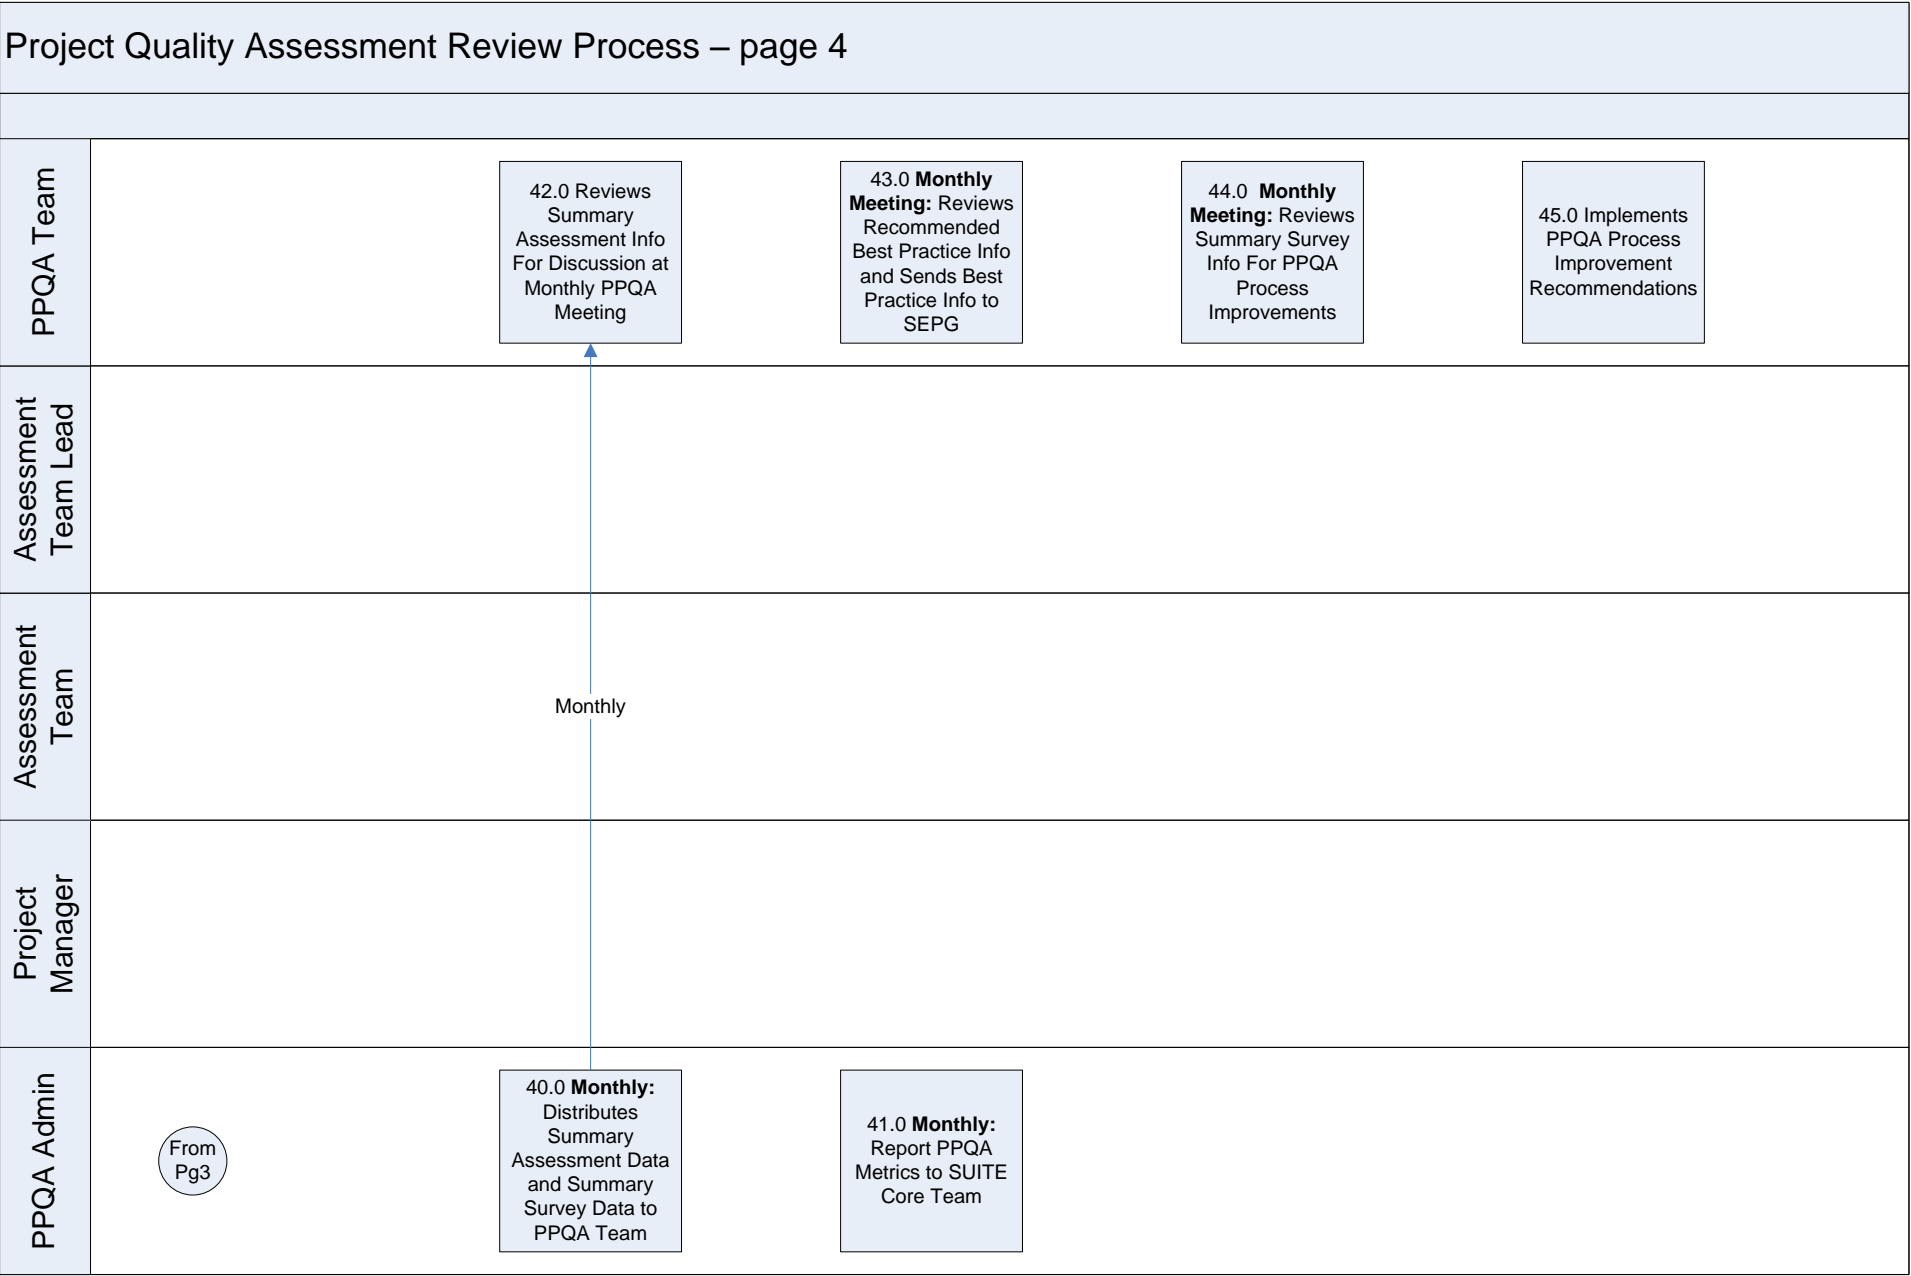 Project Quality Assessment Review Process – page 4
PPQA Team
42.0 Reviews
Summary
Assessment Info
For Discussion at
Monthly PPQA
Meeting
43.0 Monthly
Meeting: Reviews
Recommended
Best Practice Info
and Sends Best
Practice Info to
SEPG
44.0 Monthly
Meeting: Reviews
Summary Survey
Info For PPQA
Process
Improvements
45.0 Implements
PPQA Process
Improvement
Recommendations
Assessment
Team Lead
Assessment
Team
Monthly
Project
Manager
PPQA Admin
From
Pg3
40.0 Monthly:
Distributes
Summary
Assessment Data
and Summary
Survey Data to
PPQA Team
41.0 Monthly:
Report PPQA
Metrics to SUITE
Core Team